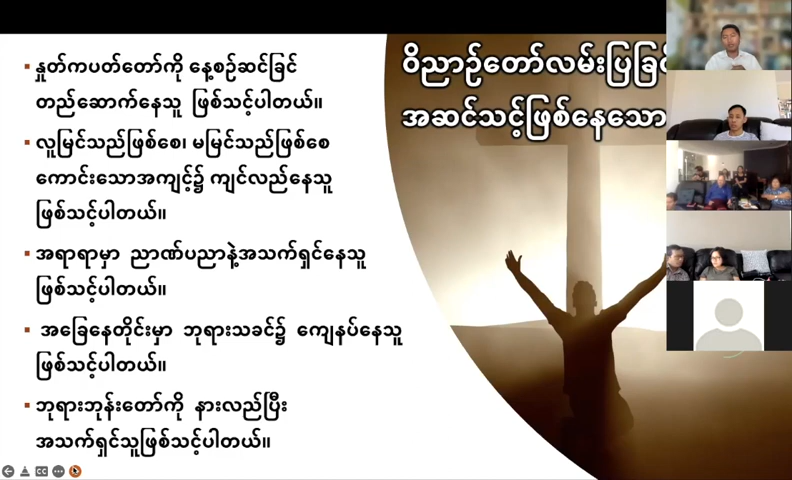 ဝိညာဉ်တော်လမ်းပြခြင်
အဆင်သင့်ဖြစ်နေသော
နှုတ်ကပတ်တော်ကို နေ့စဉ်ဆင်ခြင်
တည်ဆောက်နေသူ ဖြစ်သင့်ပါတယ်။
လူမြင်သည်ဖြစ်စေ၊ မမြင်သည်ဖြစ်စေ
ကောင်းသောအကျင့်၌ ကျင်လည်နေသူ
ဖြစ်သင့်ပါတယ်။
အရာရာမှာ ညာဏ်ပညာနဲ့အသက်ရှင်နေသူ
ဖြစ်သင့်ပါတယ်။
အခြေနေတိုင်းမှာ ဘုရားသခင်၌ ကျေနပ်နေသူ
ဖြစ်သင့်ပါတယ်။
ဘုရားဘုန်းတော်ကို နားလည်ပြီး
အသက်ရှင်သူဖြစ်သင့်ပါတယ်။
CC